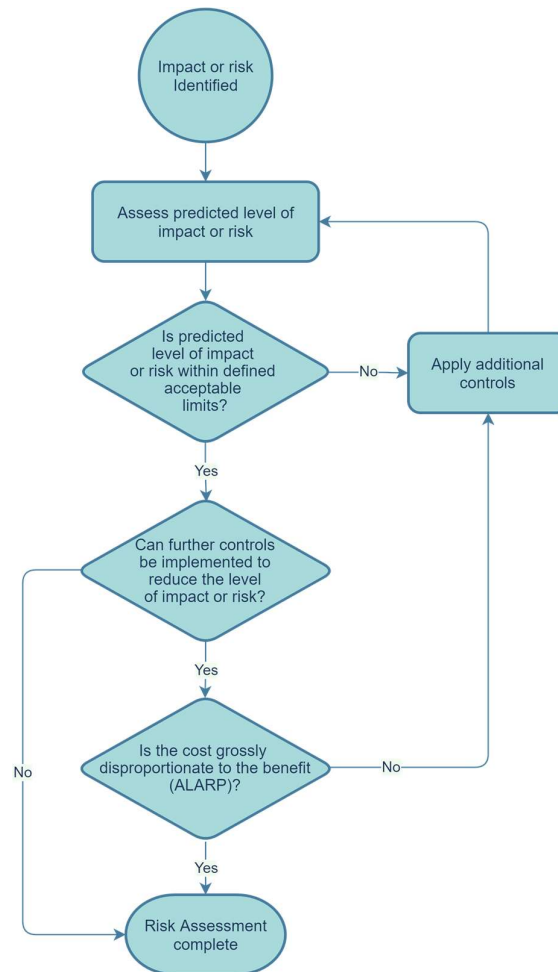 Impact or risk
Identified
Assess predicted level of
impact or risk
Is predicted
level of impact
or risk within defined
acceptable
limits?
No
Apply additional
controls
Yes
Can further controls
be implemented to
reduce the level
of impact or risk?
Yes
Is the cost grossly
disproportionate to the benefit
(ALARP)?
No
No
Yes
Risk Assessment
complete